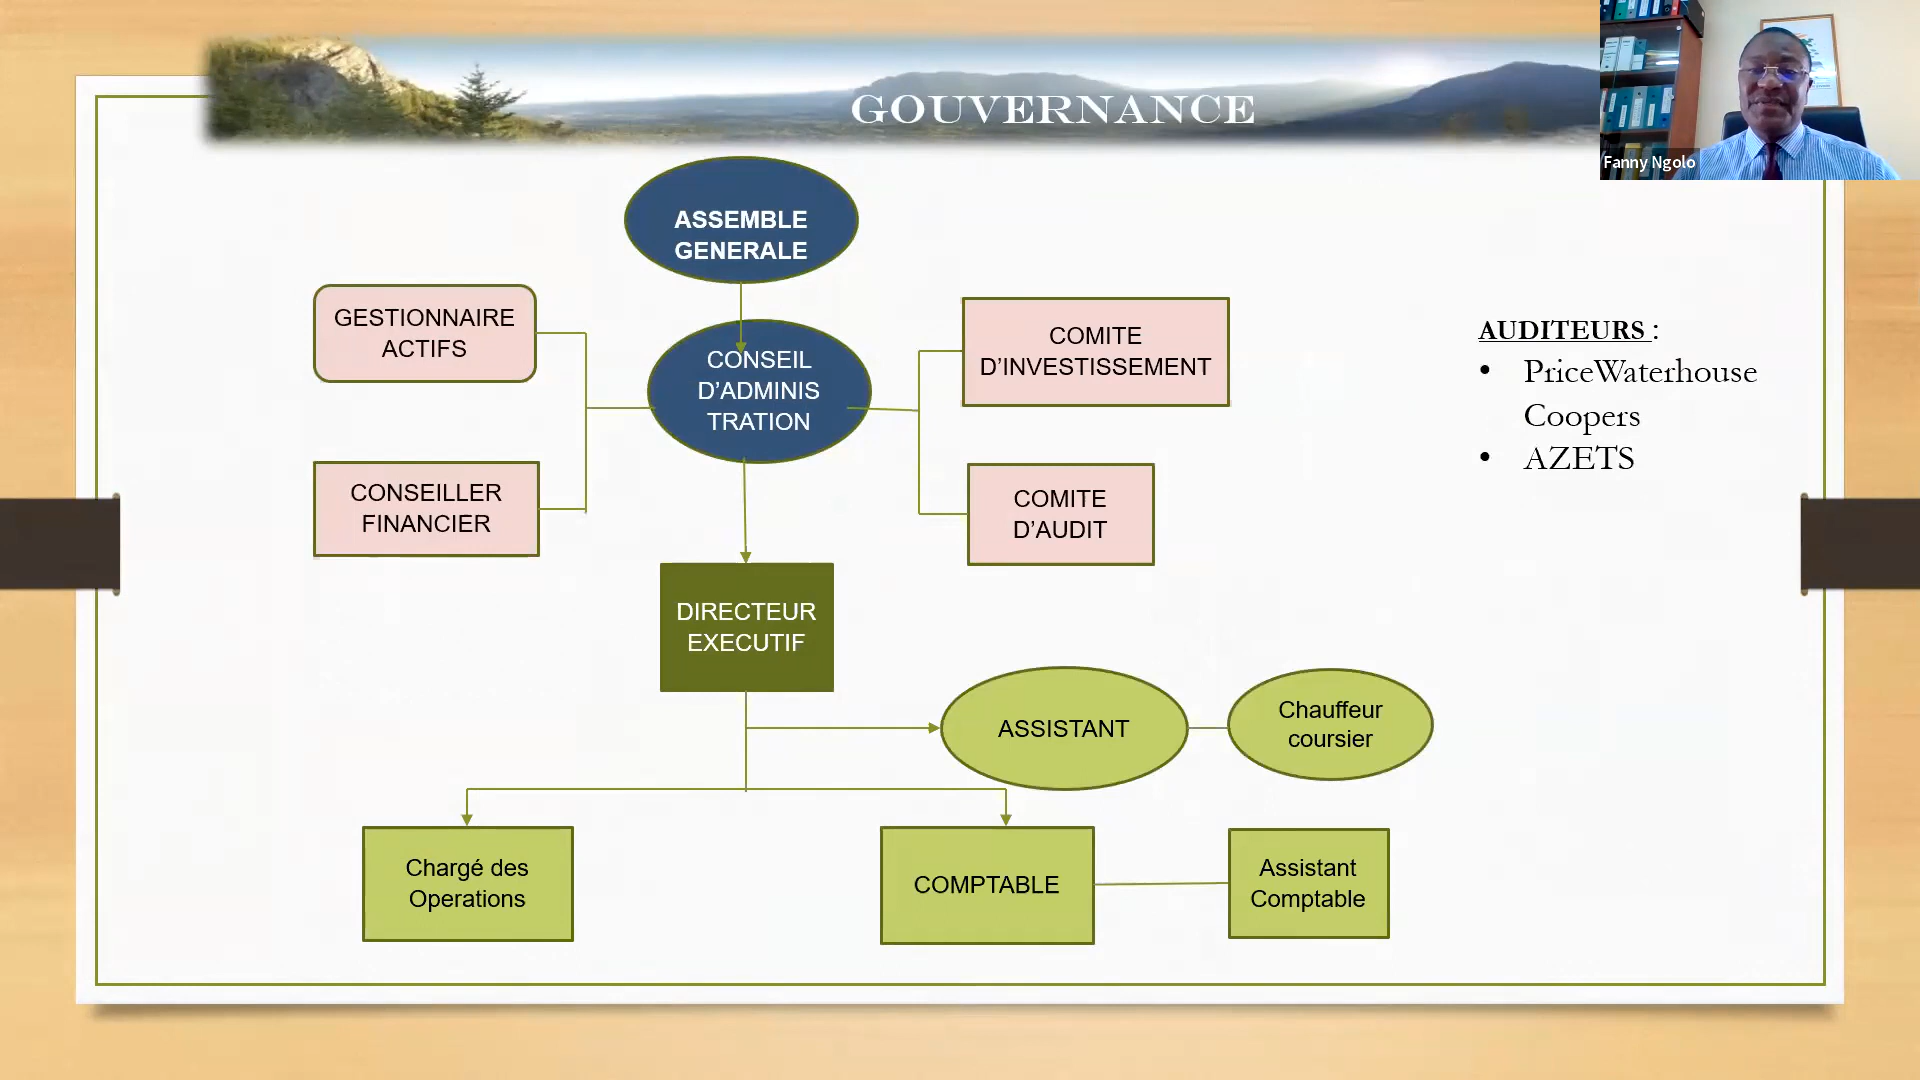 GOUVERNANCE
Fanny Ngolo
ASSEMBLE
GENERALE
GESTIONNAIRE
ACTIFS
CONSEIL
D’ADMINIS
TRATION
COMITE
D’INVESTISSEMENT
AUDITEURS :
• PriceWaterhouse
Coopers
• AZETS
CONSEILLER
FINANCIER
COMITE
D’AUDIT
DIRECTEUR
EXECUTIF
ASSISTANT
Chauffeur
coursier
Chargé des
Operations
COMPTABLE
Assistant
Comptable